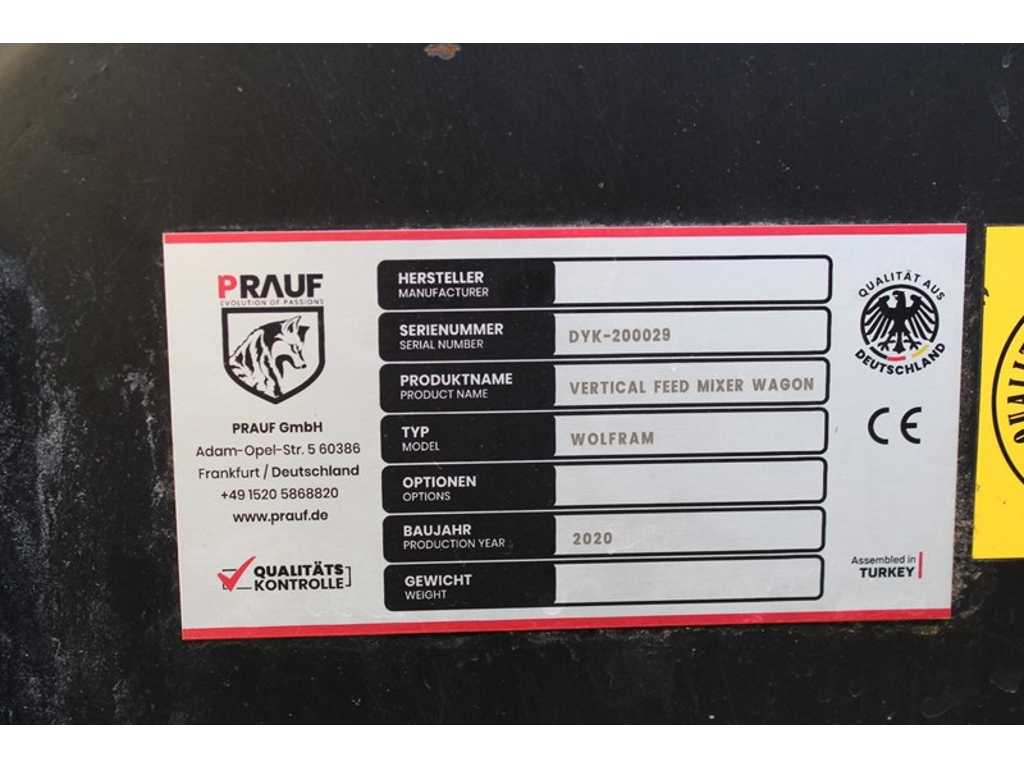 PRAUF
EVOLUTION OF PASSIONS
PRAUF GmbH
Adam-Opel-Str. 5 60386
Frankfurt / Deutschland
+49 1520 5868820
www.prauf.de
QUALITÄTS
KONTROLLE
HERSTELLER
MANUFACTURER
SERIENUMMER
SERIAL NUMBER
DYK-200029
PRODUKTNAME
PRODUCT NAME
VERTICAL FEED MIXER WAGON
TYP
MODEL
WOLFRAM
OPTIONEN
OPTIONS
BAUJAHR
PRODUCTION YEAR
2020
GEWICHT
WEIGHT
QUALITÄT AUS
DEUTSCHLAND
CE
Assembled in
TURKEY